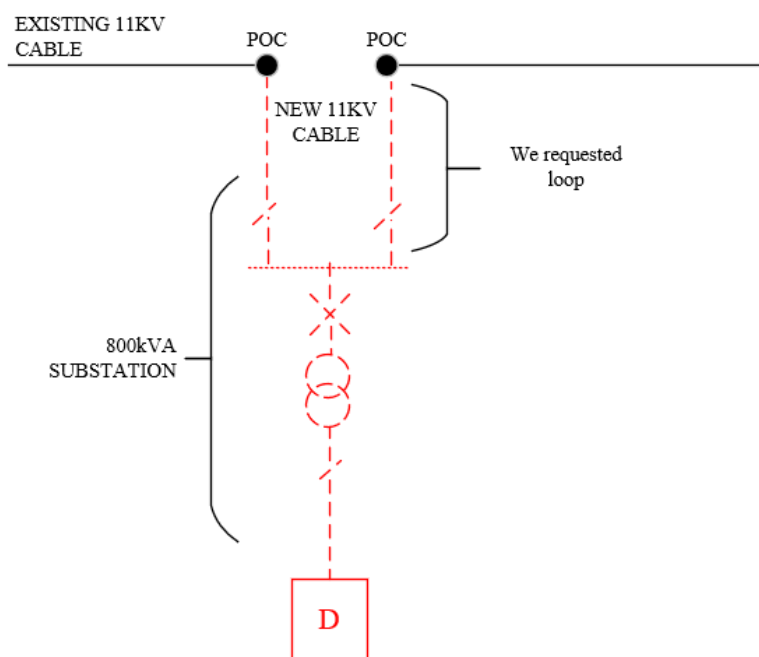 EXISTING 11KV
CABLE
POC
POC
NEW 11KV
CABLE
We requested
loop
800kVA
SUBSTATION
D